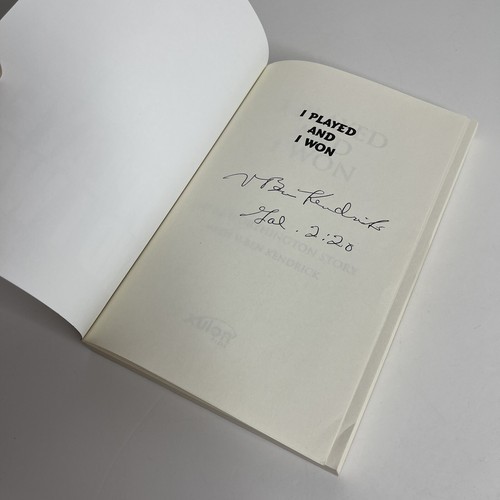 I PLAYED
AND
I WON
V Ben Kendrick
Gal. 2:20